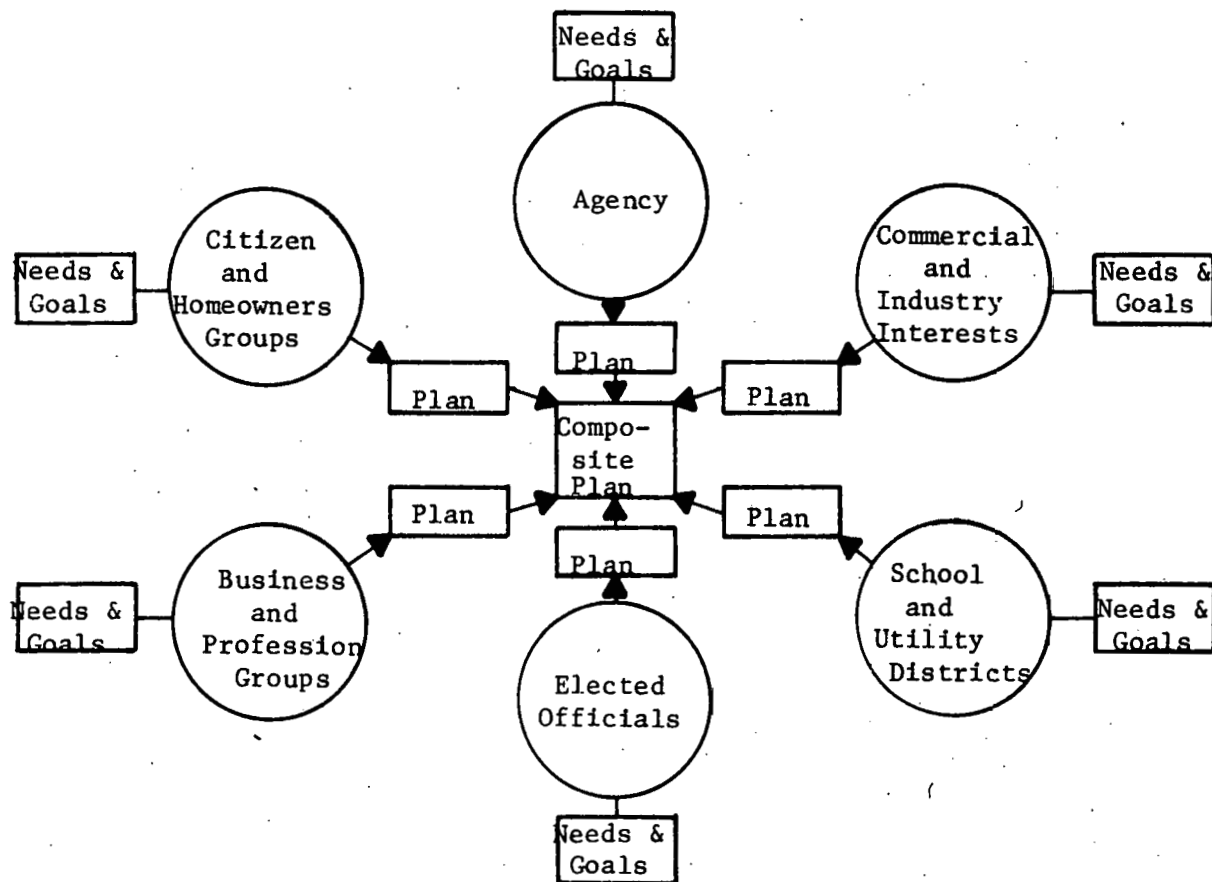 Needs &
Goals
Agency
Citizen
and
Homeowners
Groups
Needs &
Goals
Commercial
and
Industry
Interests
Needs &
Goals
Plan
Plan
Plan
Compo-
site
Plan
Plan
Plan
Plan
Business
and
Profession
Groups
Needs &
Goals
School
and
Utility
Districts
Needs &
Goals
Elected
Officials
Needs &
Goals